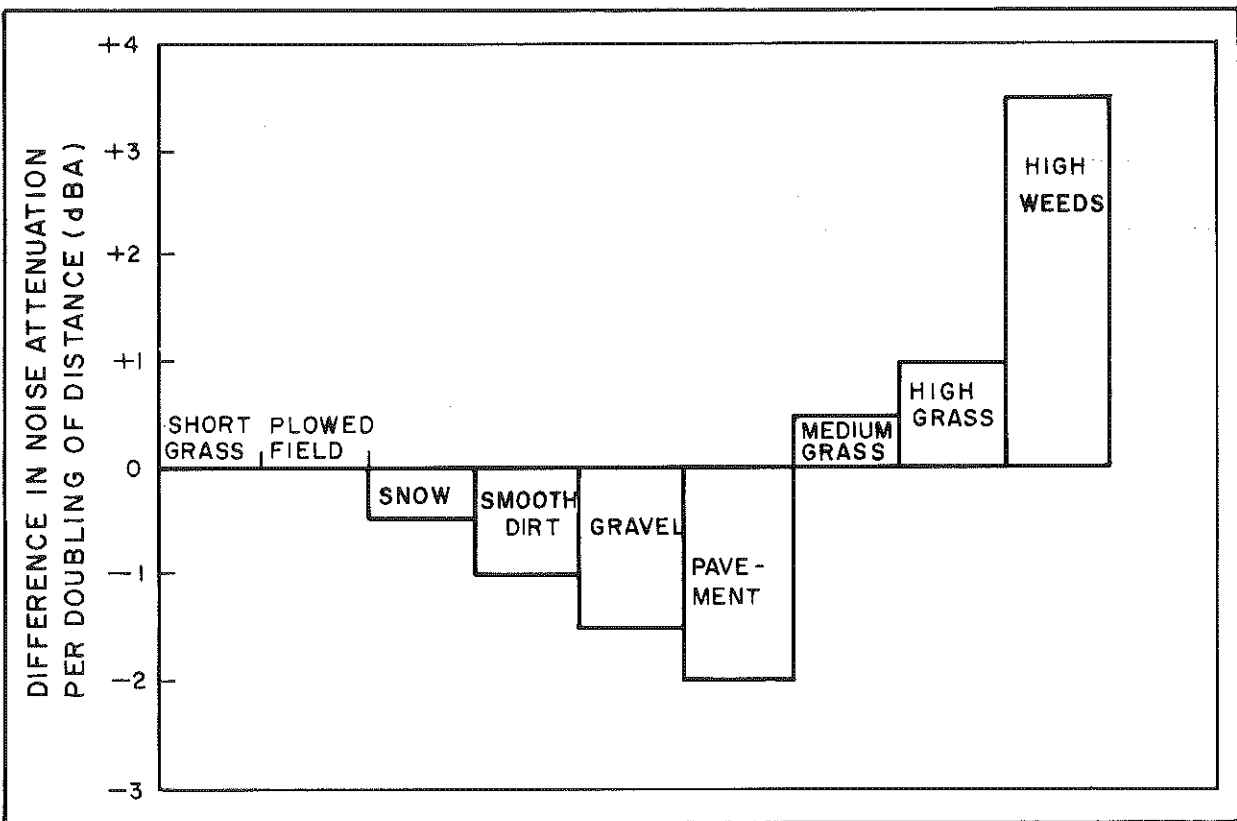 DIFFERENCE IN NOISE ATTENUATION
PER DOUBLING OF DISTANCE (dBA)
+4
+3
+2
+1
0
-1
-2
-3
SHORT
GRASS
PLOWED
FIELD
SNOW
SMOOTH
DIRT
GRAVEL
PAVE-
MENT
MEDIUM
GRASS
HIGH
GRASS
HIGH
WEEDS